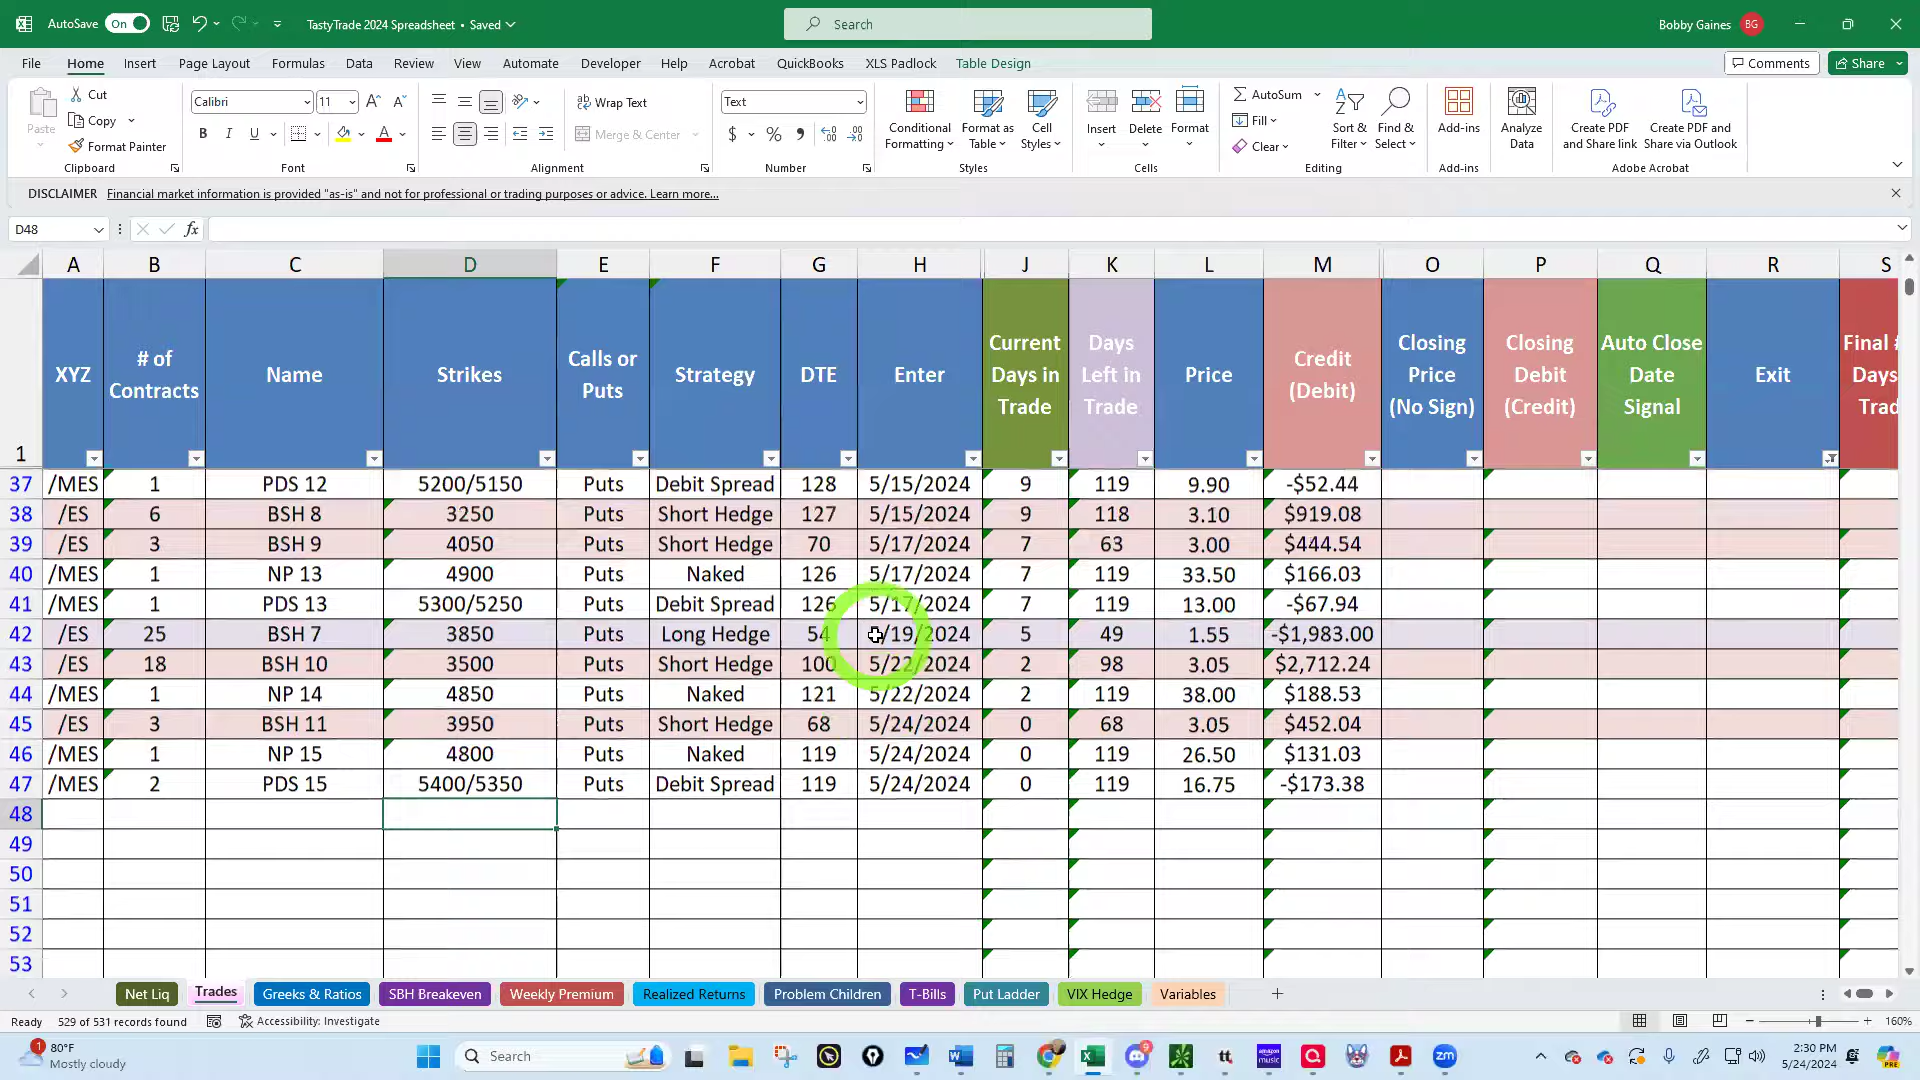 AutoSave On TastyTrade 2024 Spreadsheet • Saved Search Bobby Gaines BG
File Home Insert Page Layout Formulas Data Review View Automate Developer Help Acrobat QuickBooks XLS Padlock Table Design Comments Share
Paste Cut Copy Format Painter Clipboard
Calibri 11 B I U Font
Wrap Text Merge & Center Alignment
Text $ % Number
Conditional Formatting Format as Table Cell Styles Styles
Insert Delete Format Cells
AutoSum Fill Clear Sort & Filter Find & Select Editing
Add-ins Add-ins
Analyze Data
Create PDF and Share link Create PDF and Share via Outlook Adobe Acrobat
DISCLAIMER Financial market information is provided "as-is" and not for professional or trading purposes or advice. Learn more...
D48 fx
A B C D E F G H J K L M O P Q R S
1 XYZ # of Contracts Name Strikes Calls or Puts Strategy DTE Enter Current Days in Trade Days Left in Trade Price Credit (Debit) Closing Price (No Sign) Closing Debit (Credit) Auto Close Date Signal Exit Final Days Trad
37 /MES 1 PDS 12 5200/5150 Puts Debit Spread 128 5/15/2024 9 119 9.90 -$52.44
38 /ES 6 BSH 8 3250 Puts Short Hedge 127 5/15/2024 9 118 3.10 $919.08
39 /ES 3 BSH 9 4050 Puts Short Hedge 70 5/17/2024 7 63 3.00 $444.54
40 /MES 1 NP 13 4900 Puts Naked 126 5/17/2024 7 119 33.50 $166.03
41 /MES 1 PDS 13 5300/5250 Puts Debit Spread 126 5/17/2024 7 119 13.00 -$67.94
42 /ES 25 BSH 7 3850 Puts Long Hedge 54 /19/2024 5 49 1.55 -$1,983.00
43 /ES 18 BSH 10 3500 Puts Short Hedge 100 5/22/2024 2 98 3.05 $2,712.24
44 /MES 1 NP 14 4850 Puts Naked 121 5/22/2024 2 119 38.00 $188.53
45 /ES 3 BSH 11 3950 Puts Short Hedge 68 5/24/2024 0 68 3.05 $452.04
46 /MES 1 NP 15 4800 Puts Naked 119 5/24/2024 0 119 26.50 $131.03
47 /MES 2 PDS 15 5400/5350 Puts Debit Spread 119 5/24/2024 0 119 16.75 -$173.38
48
49
50
51
52
53
Net Liq Trades Greeks & Ratios SBH Breakeven Weekly Premium Realized Returns Problem Children T-Bills Put Ladder VIX Hedge Variables
Ready 529 of 531 records found Accessibility: Investigate 160%
1 80°F Search amazon music tt zm 9 2:30 PM
Mostly cloudy 5/24/2024